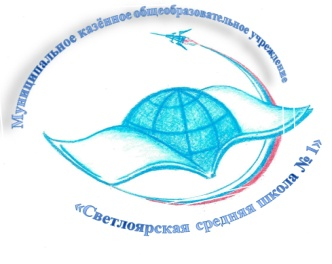 Муниципальное казённое общеобразовательное учреждение
«Светлоярская средняя школа № 1»